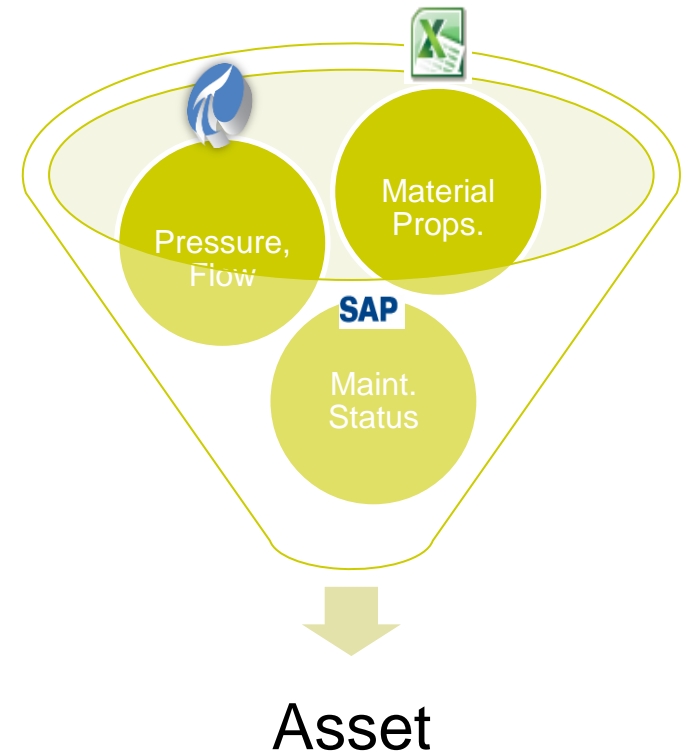 Material
Props.
Pressure,
Flow
SAP
Maint.
Status
Asset